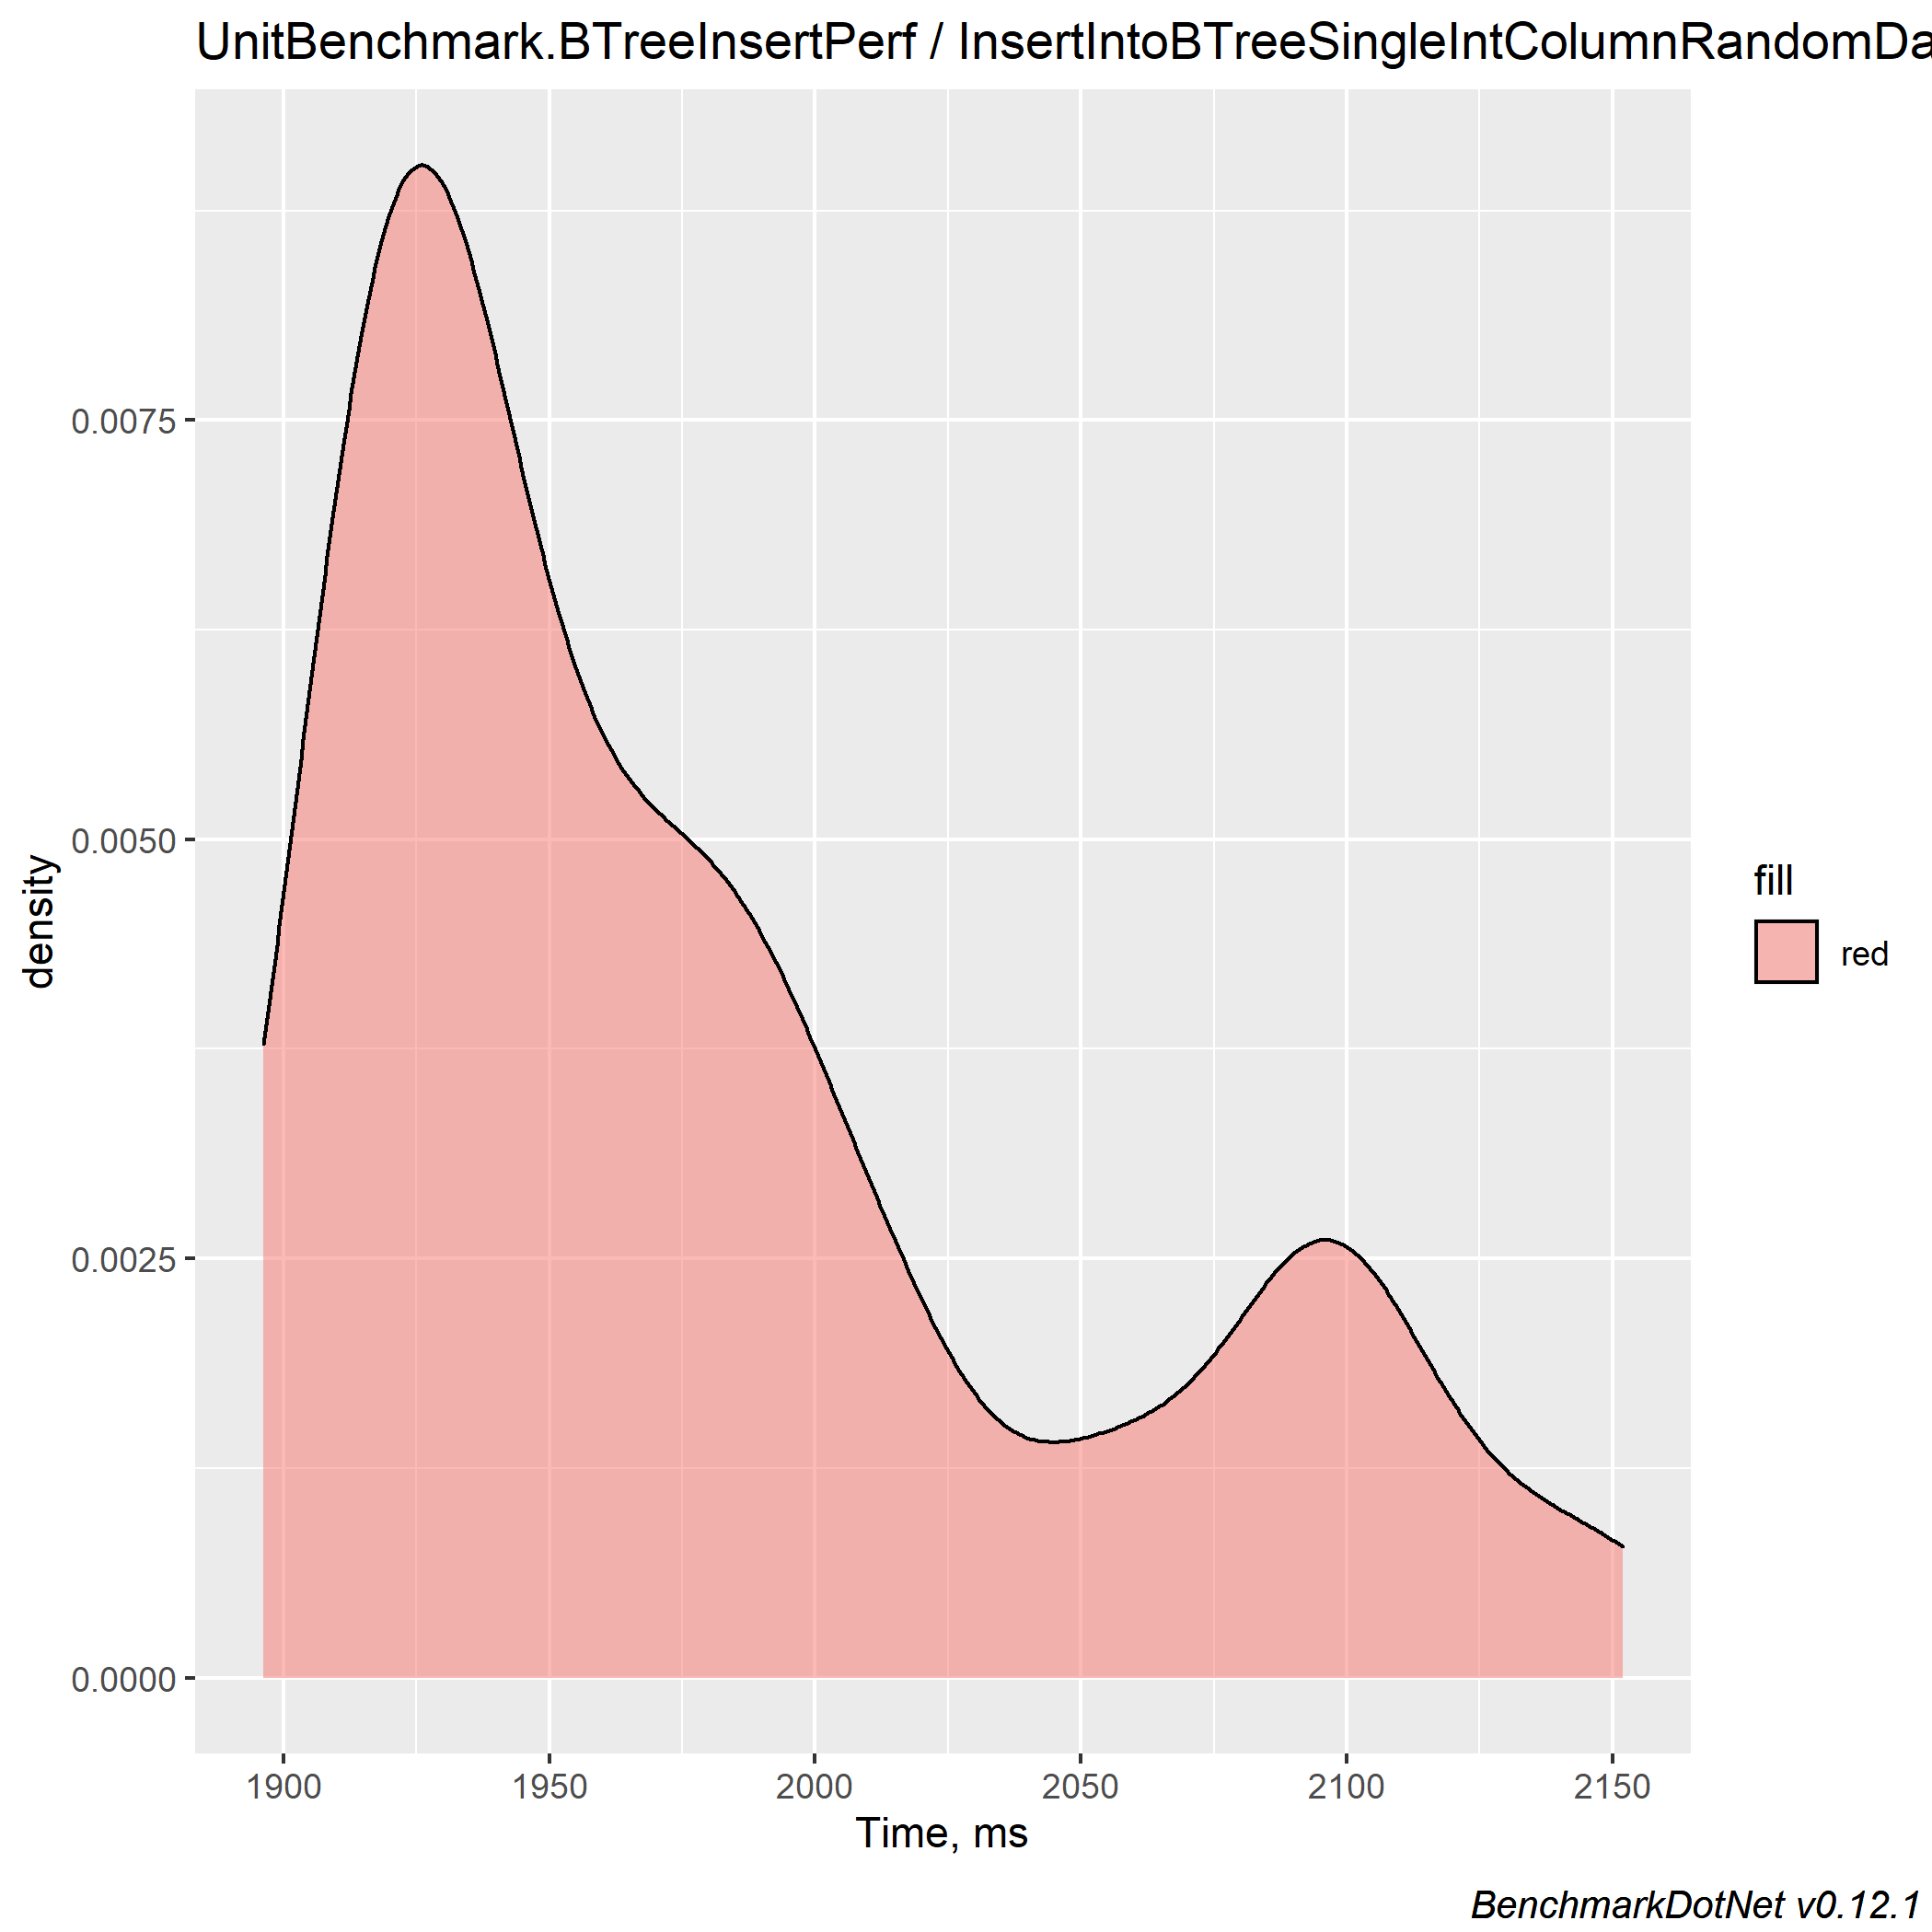 UnitBenchmark.BTreeInsertPerf / InsertIntoBTreeSingleIntColumnRandomDa
density
0.0075
0.0050
0.0025
0.0000
1900 1950 2000 2050 2100 2150
Time, ms
fill
red
BenchmarkDotNet v0.12.1